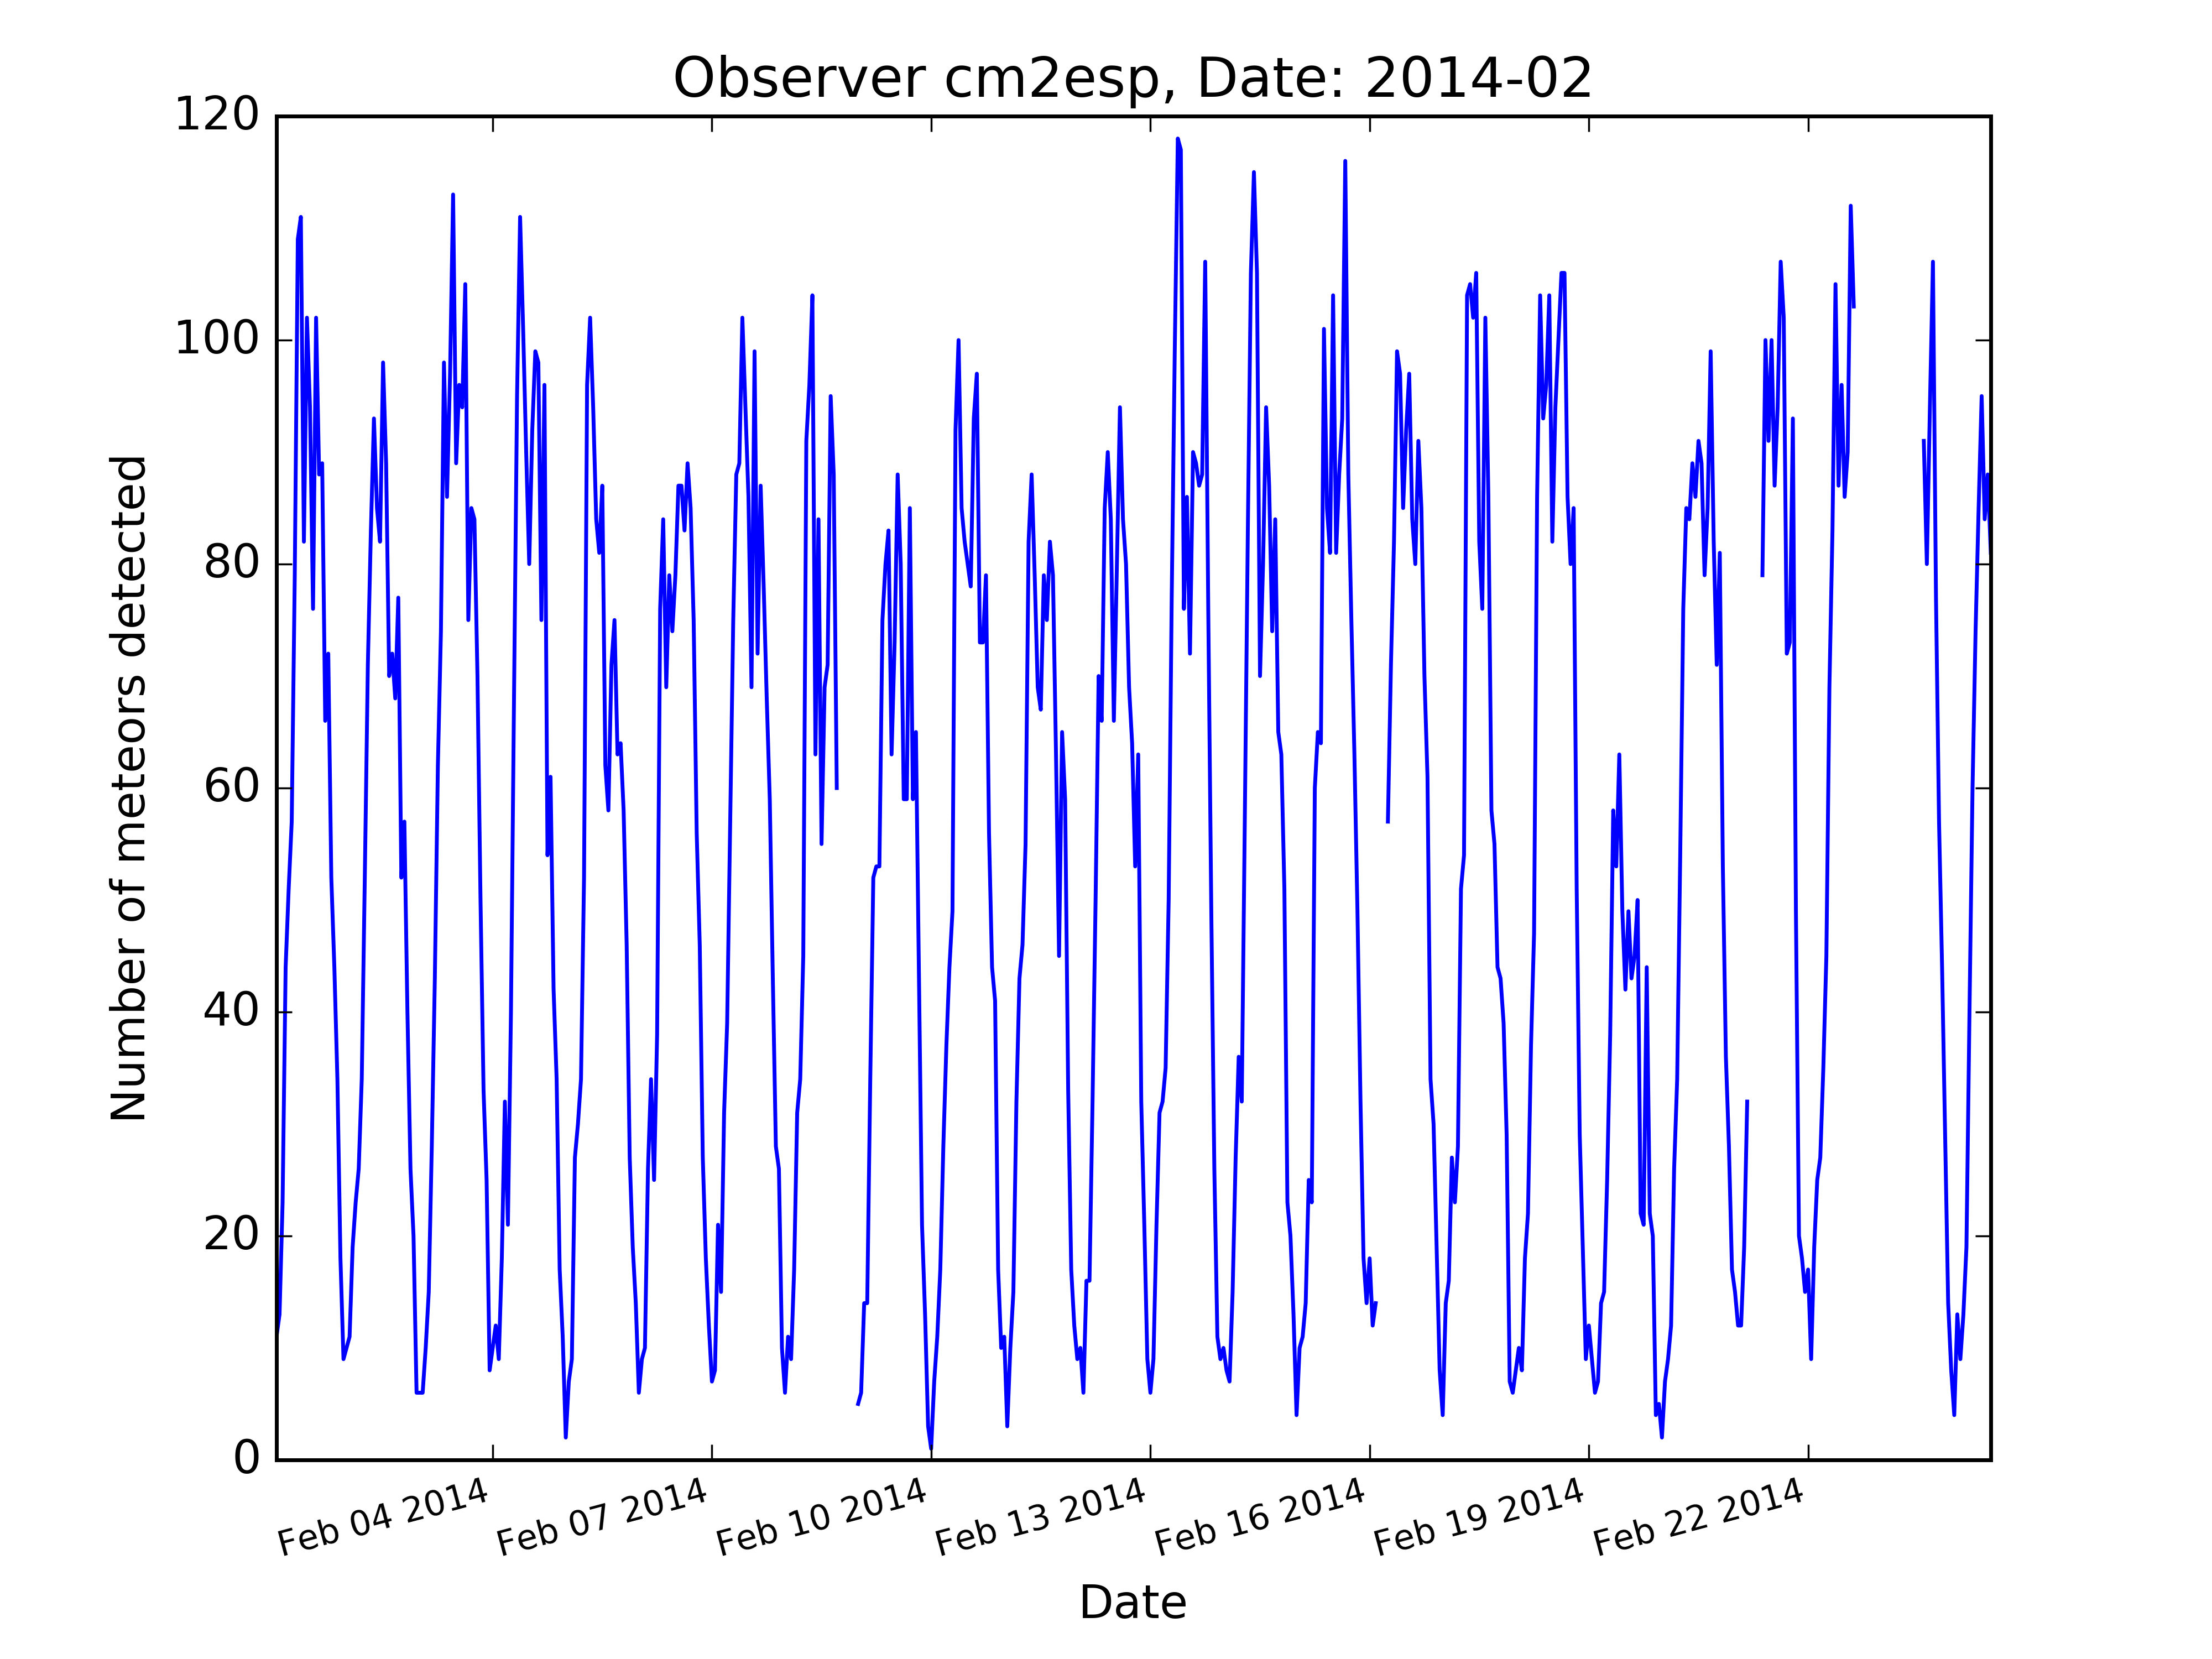 Observer cm2esp, Date: 2014-02
120
100
80
60
40
20
0
Number of meteors detected
Feb 04 2014
Feb 07 2014
Feb 10 2014
Feb 13 2014
Feb 16 2014
Feb 19 2014
Feb 22 2014
Date